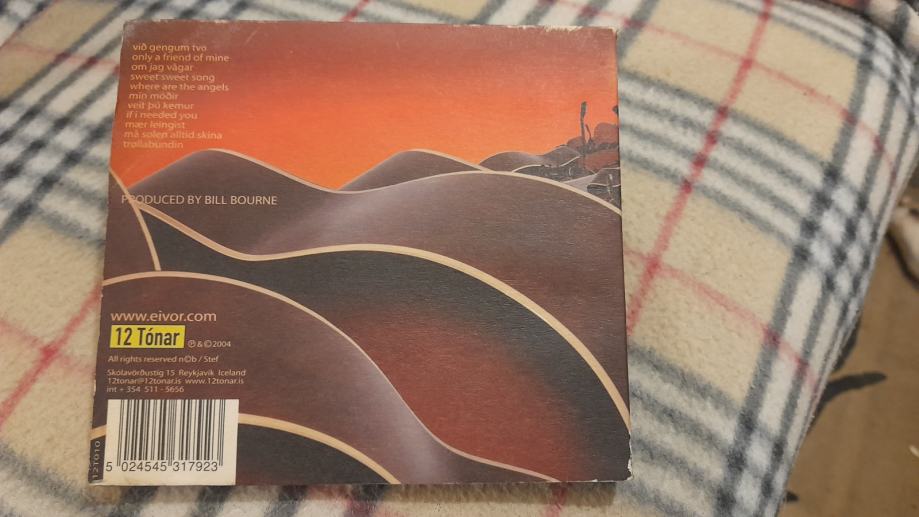 við gengum tvo
only a friend of mine
om jag vågar
sweet sweet song
where are the angels
mín móðir
veit þú kemur
if i needed you
mær leingist
må solen alltid skina
trøllabundin
PRODUCED BY BILL BOURNE
www.eivor.com
12 Tónar ℗ & © 2004
All rights reserved n©b / Stef
Skólavörðustíg 15 Reykjavík Iceland
12tonar@12tonar.is www.12tonar.is
int + 354 511 - 5656
12T010
5 024545 317923